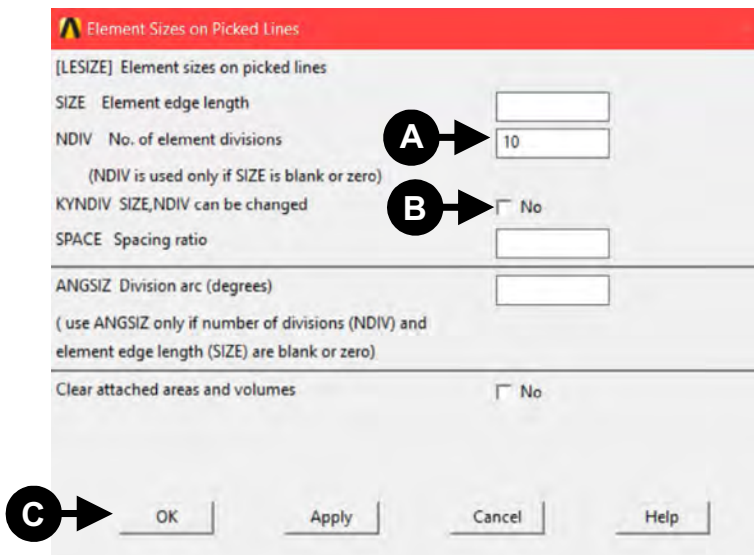 Element Sizes on Picked Lines
[LESIZE] Element sizes on picked lines
SIZE Element edge length
NDIV No. of element divisions
A
10
(NDIV is used only if SIZE is blank or zero)
KYNDIV SIZE,NDIV can be changed
B
No
SPACE Spacing ratio
ANGSIZ Division arc (degrees)
( use ANGSIZ only if number of divisions (NDIV) and
element edge length (SIZE) are blank or zero)
Clear attached areas and volumes
No
C
OK
Apply
Cancel
Help